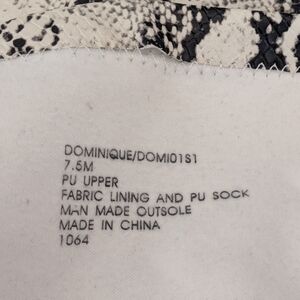 DOMINIQUE/DOMI01S1
7.5M
PU UPPER
FABRIC LINING AND PU SOCK
MAN MADE OUTSOLE
MADE IN CHINA
1064